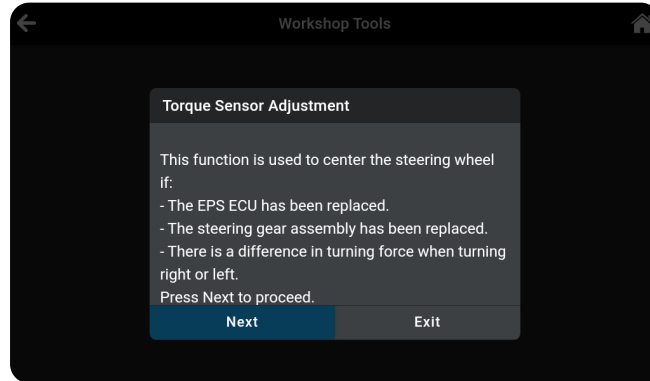 Workshop Tools
Torque Sensor Adjustment
This function is used to center the steering wheel
if:
- The EPS ECU has been replaced.
- The steering gear assembly has been replaced.
- There is a difference in turning force when turning
right or left.
Press Next to proceed.
Next Exit